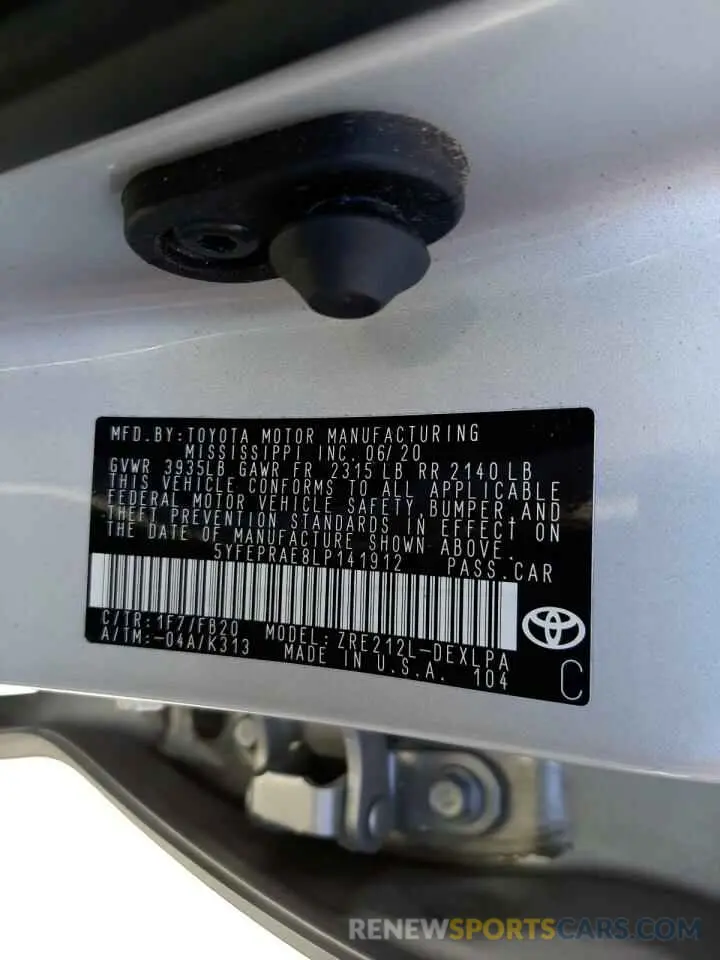 MFD.BY:TOYOTA MOTOR MANUFACTURING
MISSISSIPPI INC. 06/20
GVWR 3935LB GAWR FR 2315 LB RR 2140 LB
THIS VEHICLE CONFORMS TO ALL APPLICABLE
FEDERAL MOTOR VEHICLE SAFETY, BUMPER, AND
THEFT PREVENTION STANDARDS IN EFFECT ON
THE DATE OF MANUFACTURE SHOWN ABOVE.
5YFEPRAE8LP141912 PASS.CAR
C/TR:1F7/FB20 MODEL:ZRE212L-DEXLPA
A/TM:-04A/K313 MADE IN U.S.A. 104
C
RENEWSPORTSCARS.COM